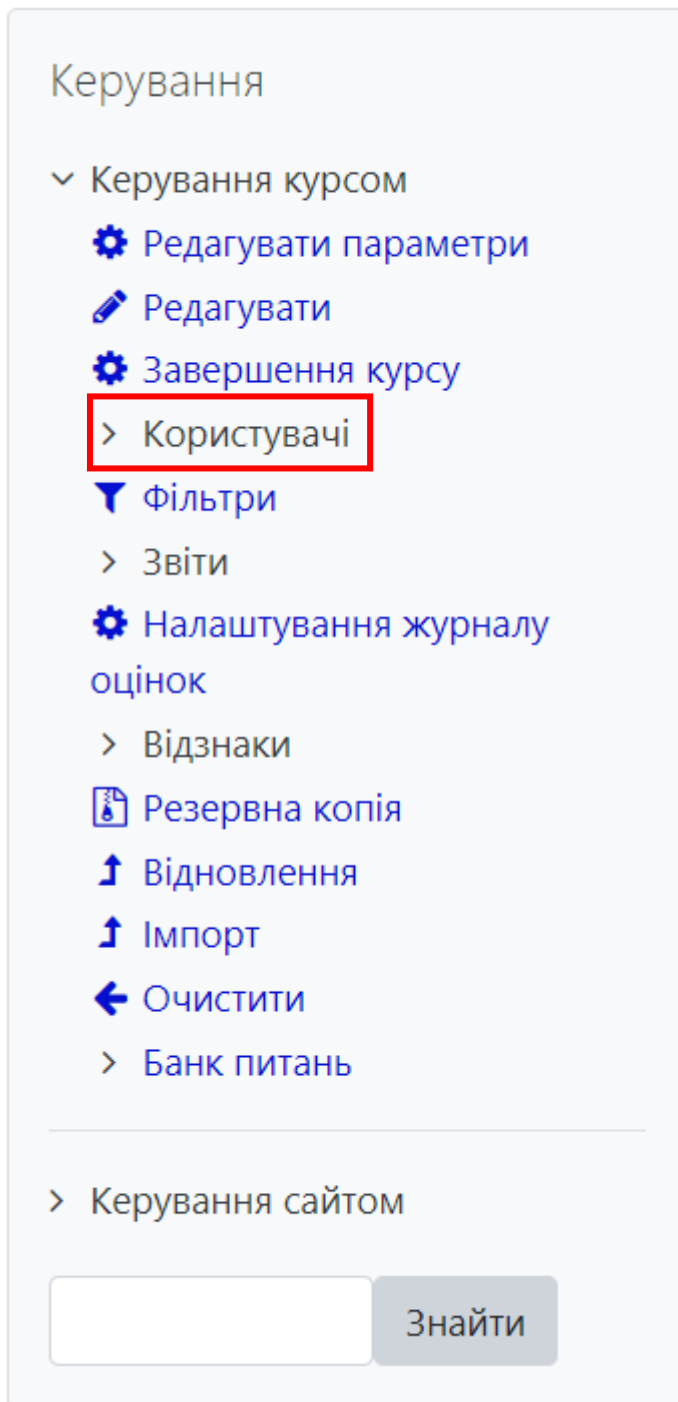 Керування
Керування курсом
Редагувати параметри
Редагувати
Завершення курсу
Користувачі
Фільтри
Звіти
Налаштування журналу
оцінок
Відзнаки
Резервна копія
Відновлення
Імпорт
Очистити
Банк питань
Керування сайтом
Знайти